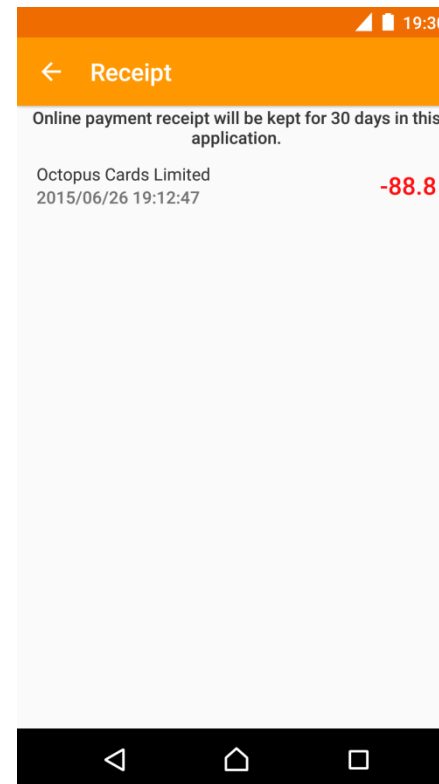 19:30
Receipt
Online payment receipt will be kept for 30 days in this
application.
Octopus Cards Limited
2015/06/26 19:12:47
-88.8